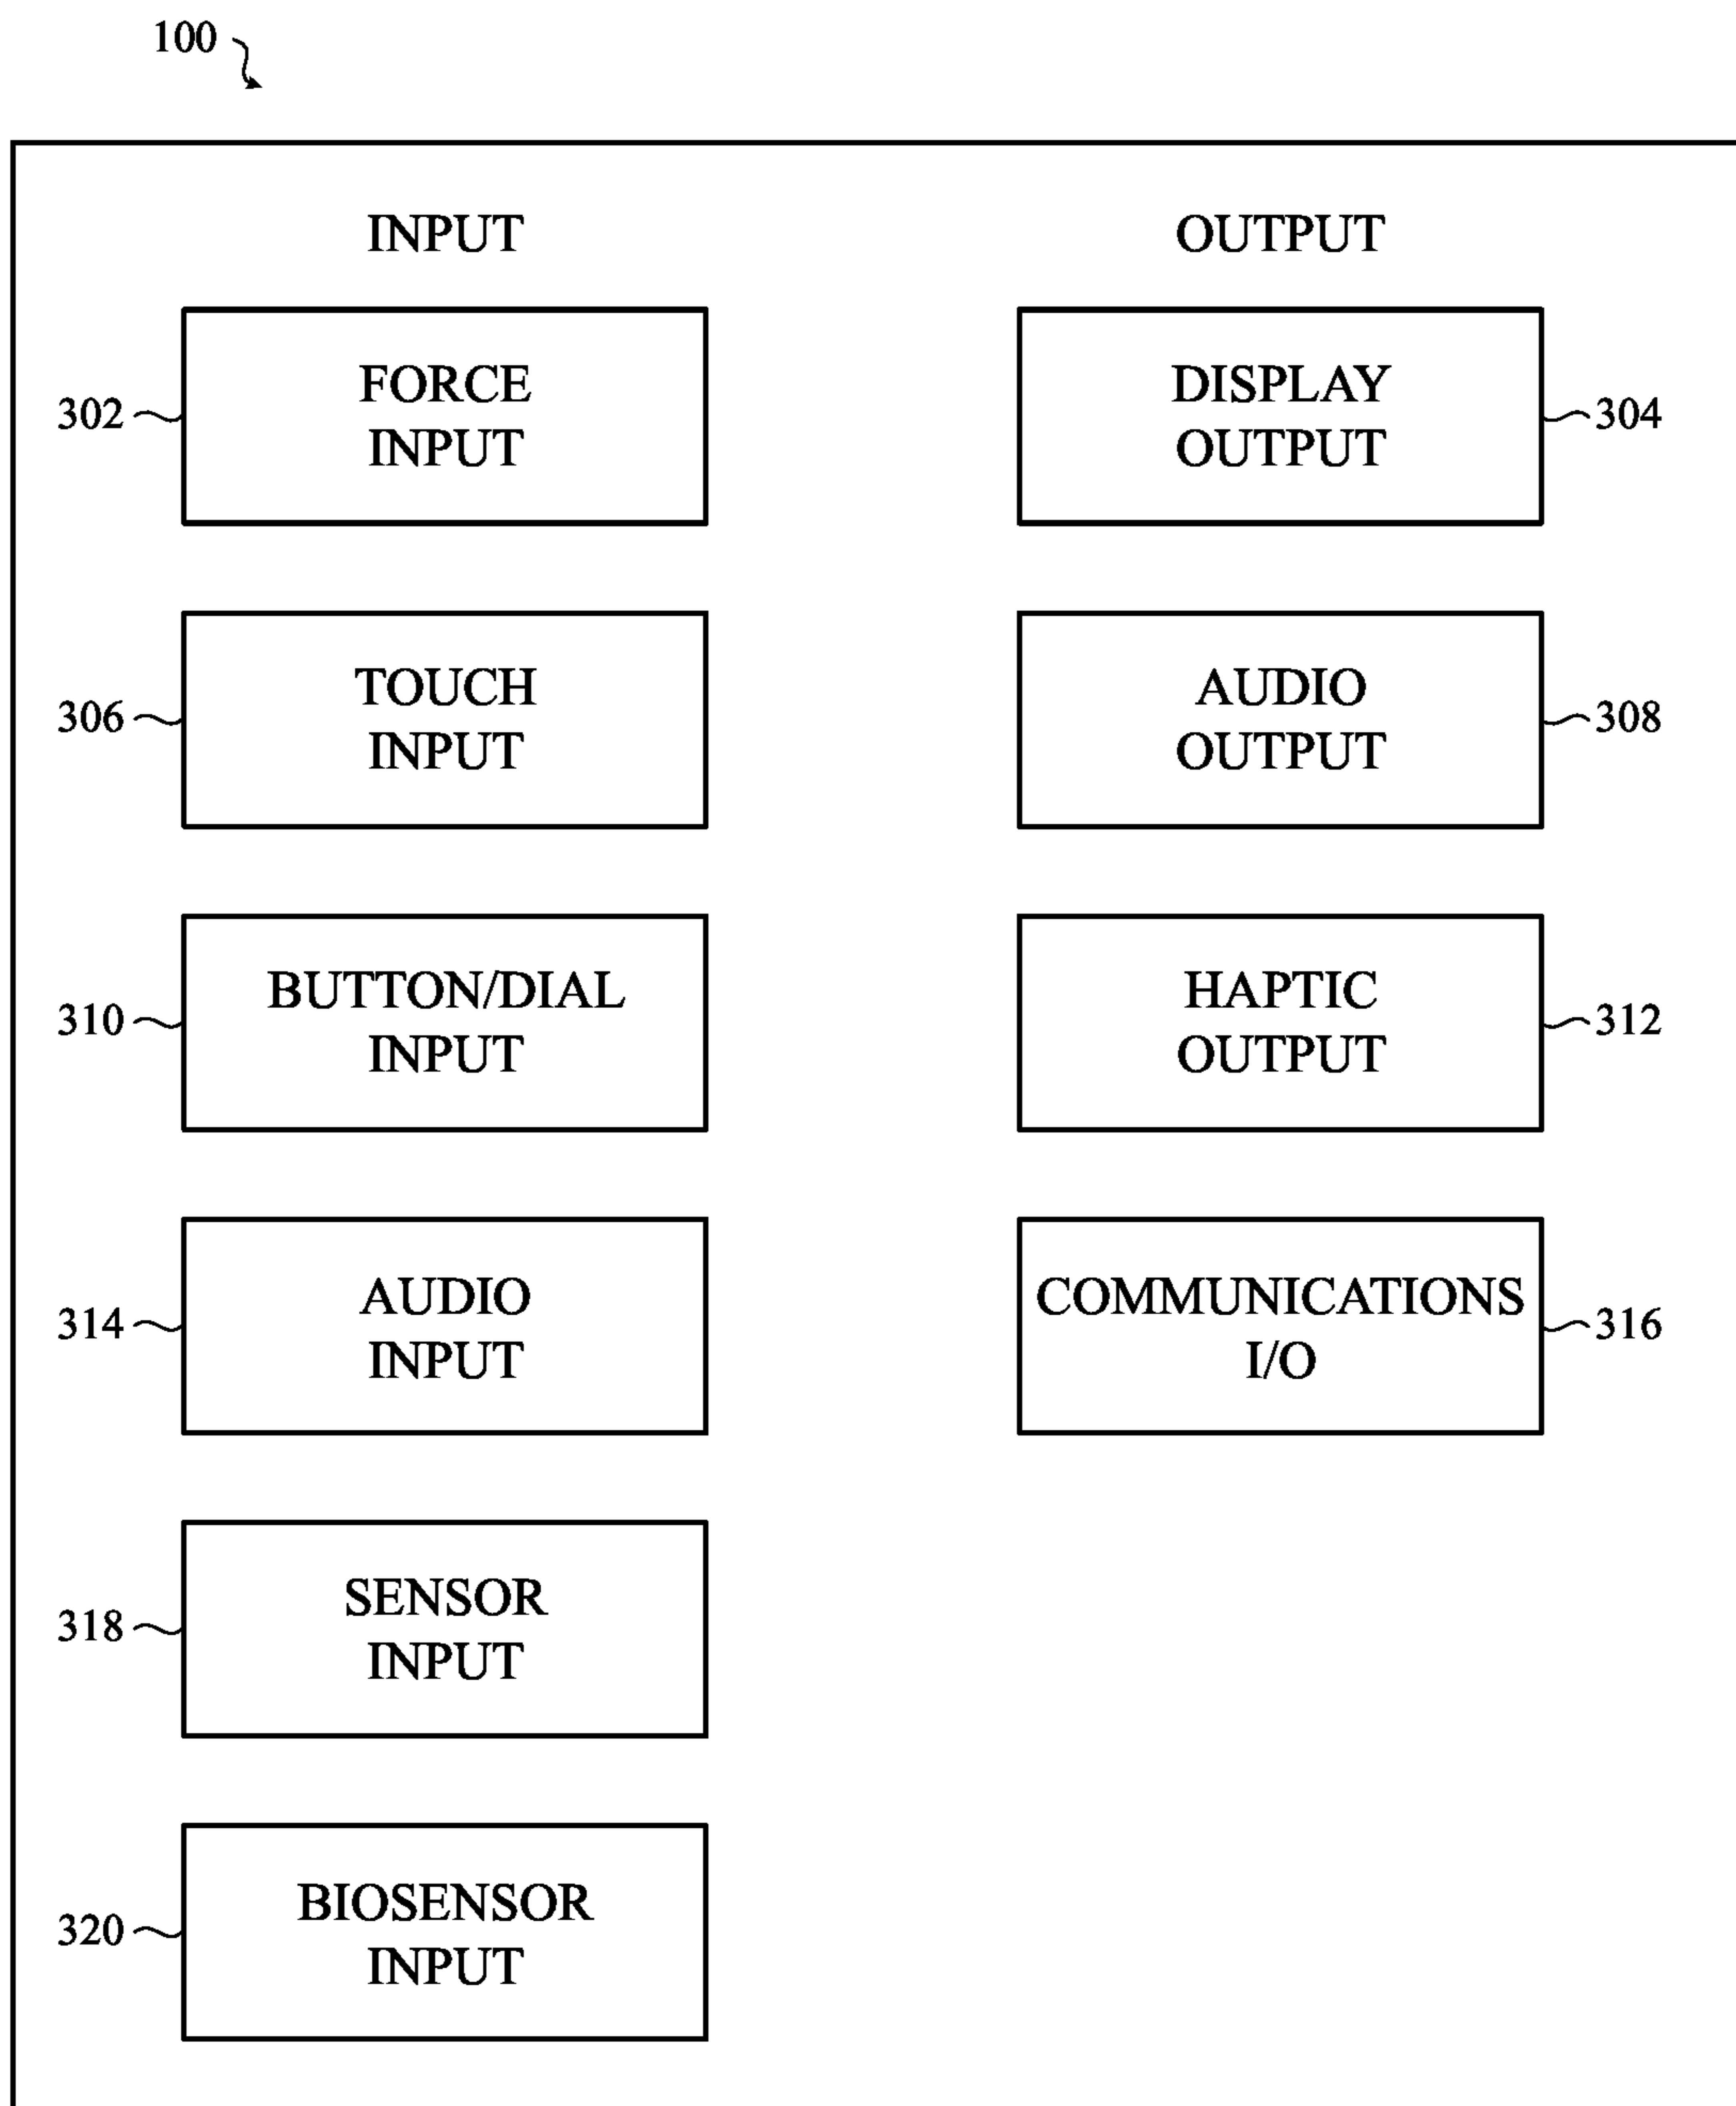 100
INPUT
OUTPUT
302
FORCE
INPUT
DISPLAY
OUTPUT
304
306
TOUCH
INPUT
AUDIO
OUTPUT
308
310
BUTTON/DIAL
INPUT
HAPTIC
OUTPUT
312
314
AUDIO
INPUT
COMMUNICATIONS
I/O
316
318
SENSOR
INPUT
320
BIOSENSOR
INPUT